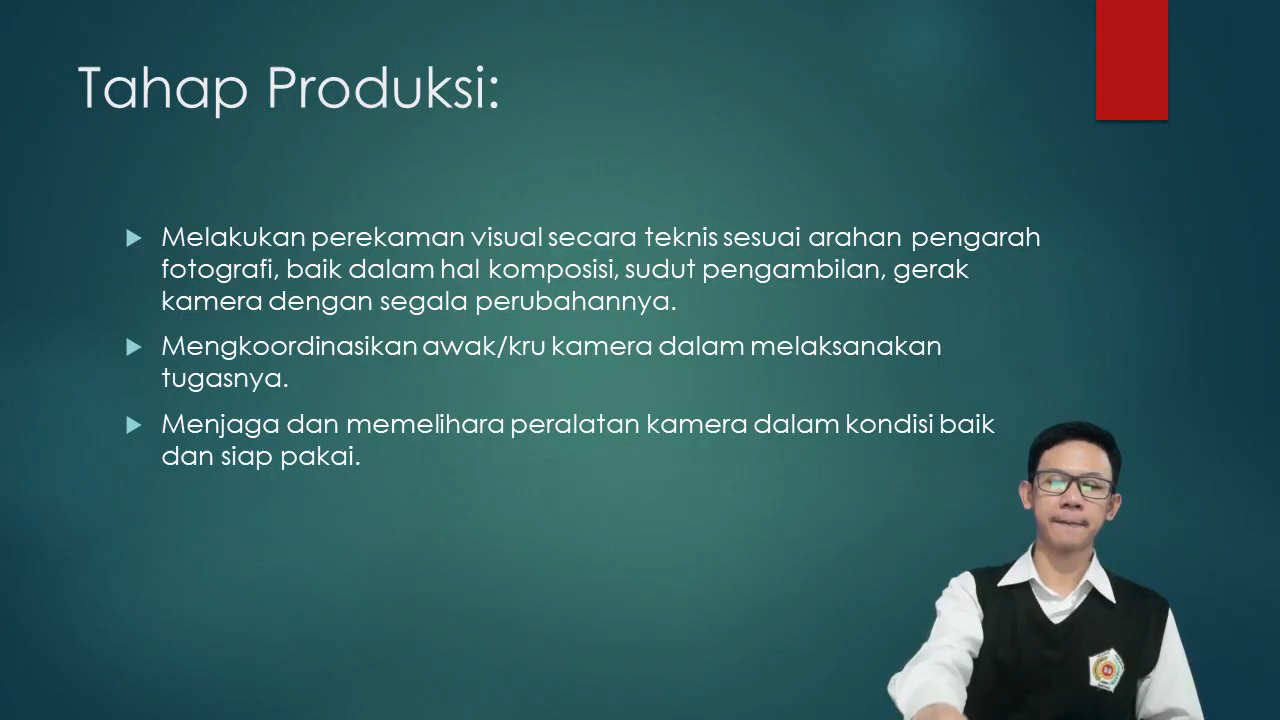 Tahap Produksi:
Melakukan perekaman visual secara teknis sesuai arahan pengarah
fotografi, baik dalam hal komposisi, sudut pengambilan, gerak
kamera dengan segala perubahannya.
Mengkoordinasikan awak/kru kamera dalam melaksanakan
tugasnya.
Menjaga dan memelihara peralatan kamera dalam kondisi baik
dan siap pakai.